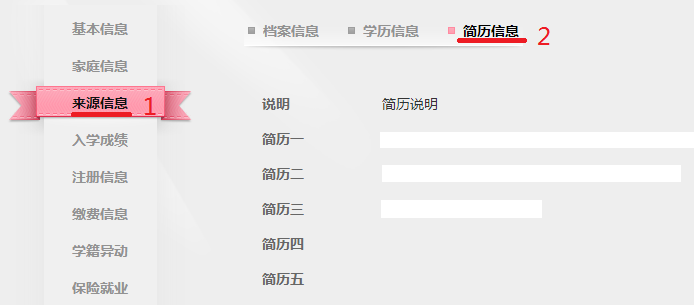 基本信息
家庭信息
来源信息 1
入学成绩
注册信息
缴费信息
学籍异动
保险就业
档案信息 学历信息 简历信息 2
说明 简历说明
简历一
简历二
简历三
简历四
简历五